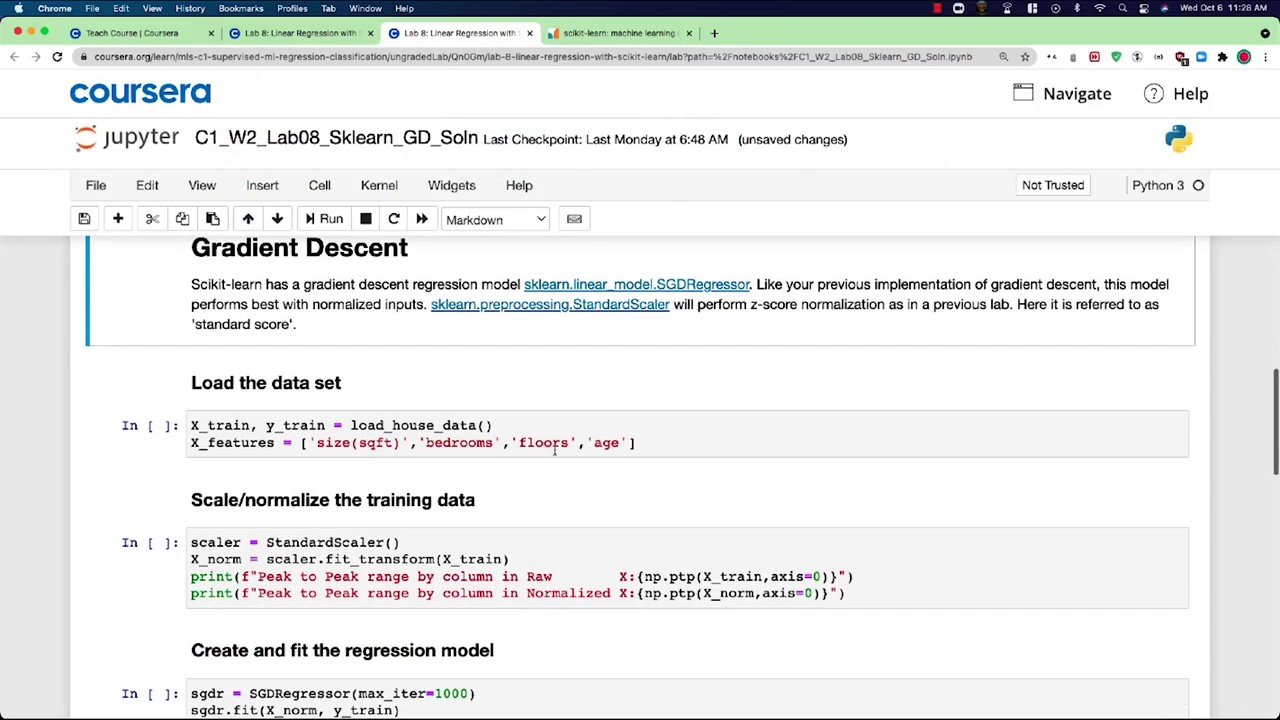 Chrome File Edit View History Bookmarks Profiles Tab Window Help Wed Oct 6 11:28 AM
Teach Course | Coursera Lab 8: Linear Regression with Lab 8: Linear Regression with scikit-learn: machine learning
coursera.org/learn/mls-c1-supervised-ml-regression-classification/ungradedLab/Qn0Gm/lab-8-linear-regression-with-scikit-learn/lab?path=%2Fnotebooks%2FC1_W2_Lab08_Sklearn_GD_Soln.ipynb
coursera Navigate Help
jupyter C1_W2_Lab08_Sklearn_GD_Soln Last Checkpoint: Last Monday at 6:48 AM (unsaved changes)
File Edit View Insert Cell Kernel Widgets Help Not Trusted Python 3
Run Markdown
Gradient Descent
Scikit-learn has a gradient descent regression model sklearn.linear_model.SGDRegressor. Like your previous implementation of gradient descent, this model
performs best with normalized inputs. sklearn.preprocessing.StandardScaler will perform z-score normalization as in a previous lab. Here it is referred to as
'standard score'.
Load the data set
In [ ]: X_train, y_train = load_house_data()
X_features = ['size(sqft)','bedrooms','floors','age']
Scale/normalize the training data
In [ ]: scaler = StandardScaler()
X_norm = scaler.fit_transform(X_train)
print(f"Peak to Peak range by column in Raw        X:{np.ptp(X_train,axis=0)}")
print(f"Peak to Peak range by column in Normalized X:{np.ptp(X_norm,axis=0)}")
Create and fit the regression model
In [ ]: sgdr = SGDRegressor(max_iter=1000)
sgdr.fit(X_norm, y_train)